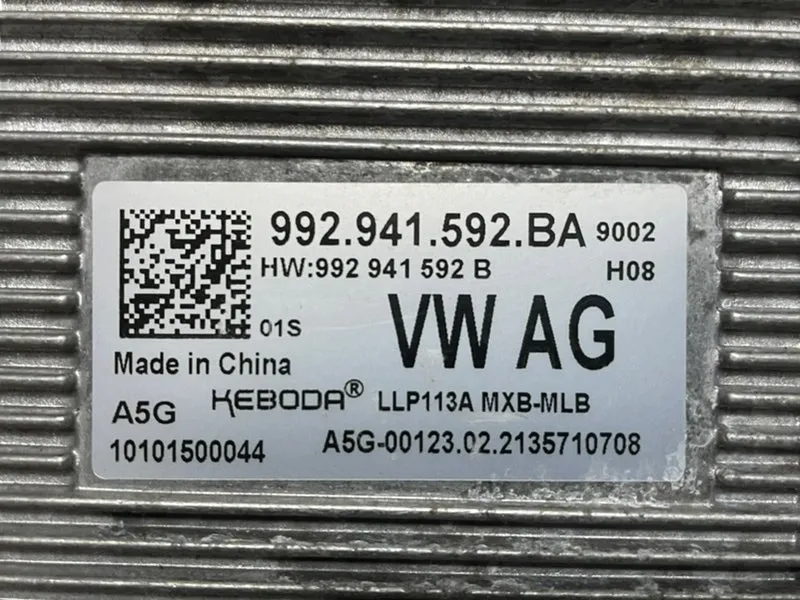 992.941.592.BA 9002
HW:992 941 592 B H08
01S VW AG
Made in China
A5G KEBODA® LLP113A MXB-MLB
10101500044 A5G-00123.02.2135710708